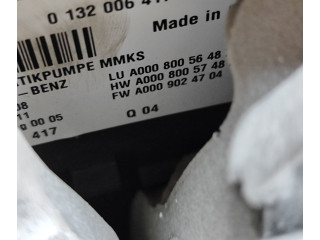 0 132 006 41
Made in
TIKPUMPE MMKS
- BENZ
LU A000 800 56 48
HW A000 800 57 48
FW A000 902 47 04
08
11
9 00 05
417
Q 04